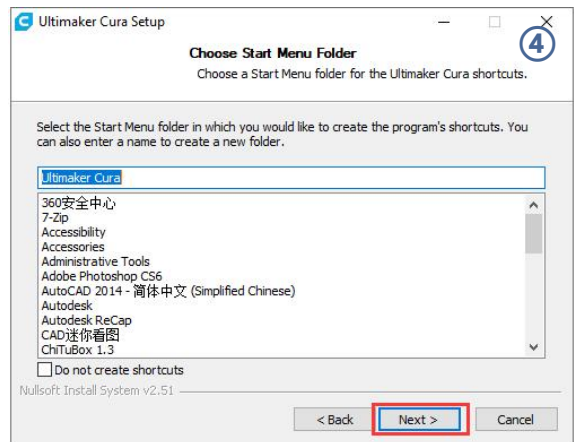 Ultimaker Cura Setup
④
Choose Start Menu Folder
Choose a Start Menu folder for the Ultimaker Cura shortcuts.
Select the Start Menu folder in which you would like to create the program's shortcuts. You
can also enter a name to create a new folder.
Ultimaker Cura
360安全中心
7-Zip
Accessibility
Accessories
Administrative Tools
Adobe Photoshop CS6
AutoCAD 2014 - 简体中文 (Simplified Chinese)
Autodesk
Autodesk ReCap
CAD迷你看图
ChiTuBox 1.3
Do not create shortcuts
Nullsoft Install System v2.51
< Back Next > Cancel